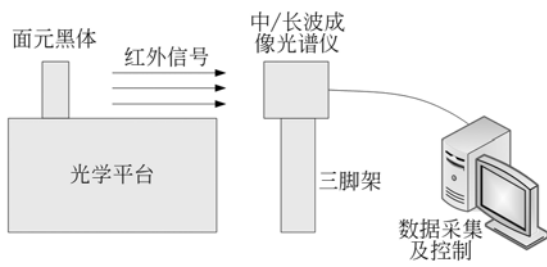 面元黑体
红外信号
中/长波成
像光谱仪
光学平台
三脚架
数据采集
及控制